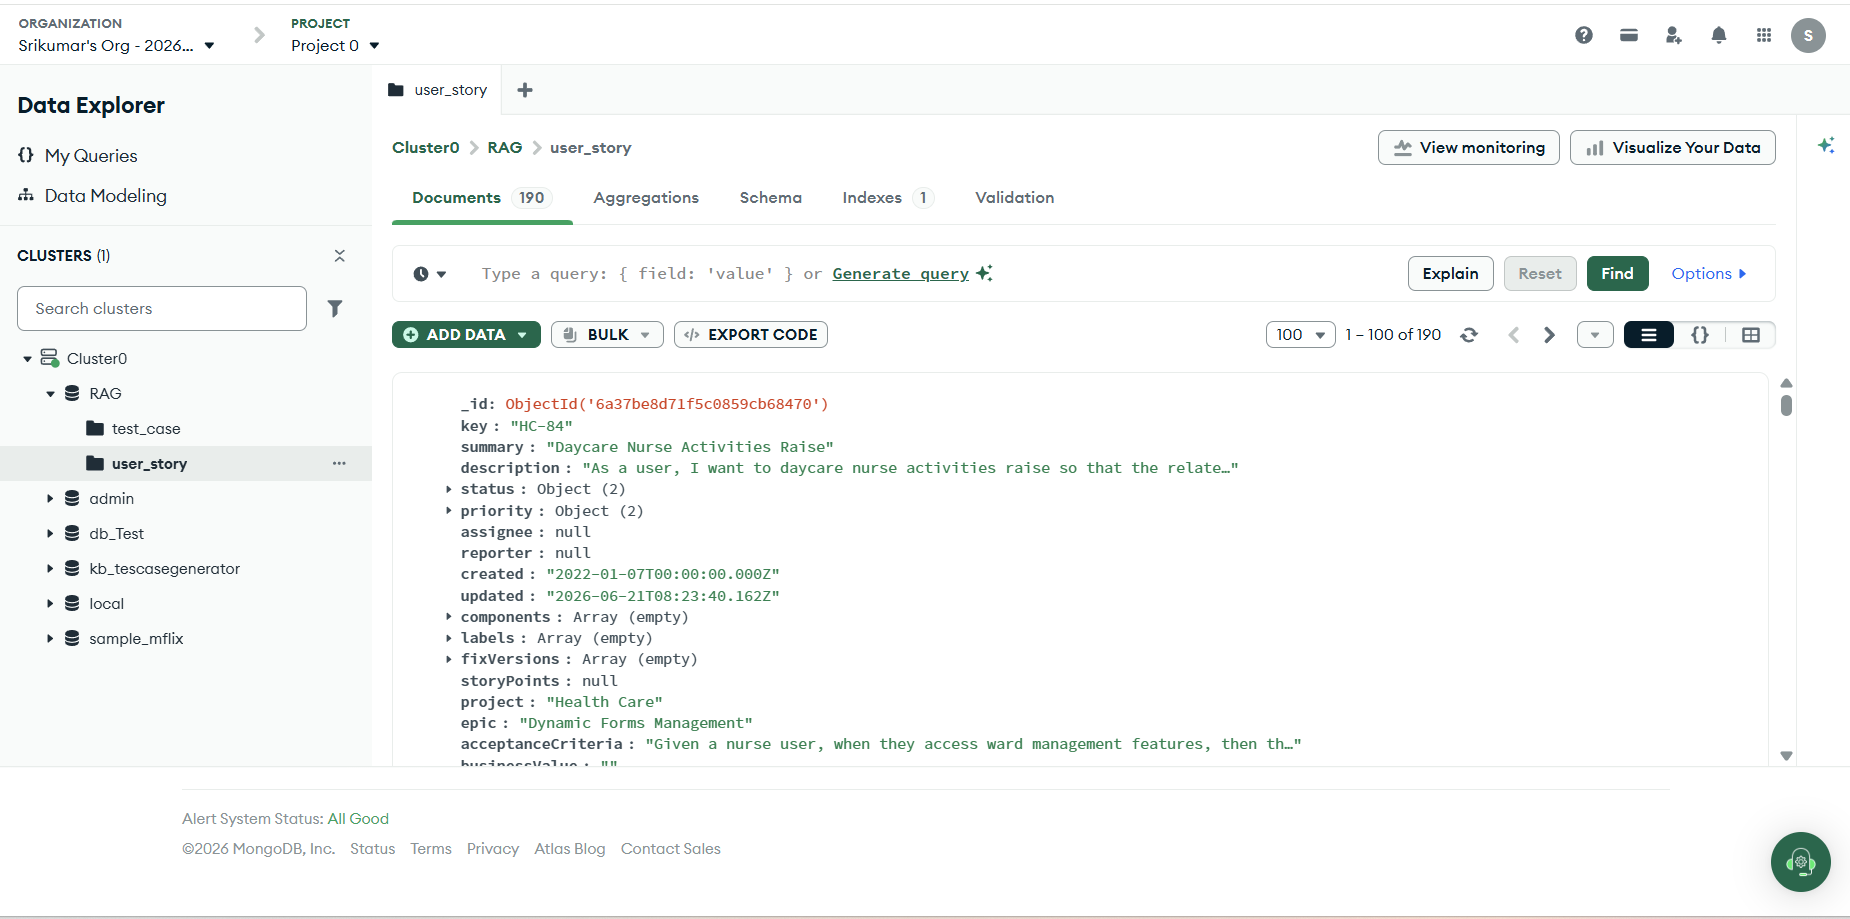 ORGANIZATION
Srikumar's Org - 2026...
PROJECT
Project 0
S
Data Explorer
My Queries
Data Modeling
CLUSTERS (1)
Search clusters
Cluster0
RAG
test_case
user_story
admin
db_Test
kb_tescasegenerator
local
sample_mflix
user_story
Cluster0 RAG user_story
View monitoring
Visualize Your Data
Documents 190 Aggregations Schema Indexes 1 Validation
Type a query: { field: 'value' } or Generate query
Explain Reset Find Options
ADD DATA BULK EXPORT CODE
100 1 – 100 of 190
_id: ObjectId('6a37be8d71f5c0859cb68470')
key : "HC-84"
summary : "Daycare Nurse Activities Raise"
description : "As a user, I want to daycare nurse activities raise so that the relate…"
status : Object (2)
priority : Object (2)
assignee : null
reporter : null
created : "2022-01-07T00:00:00.000Z"
updated : "2026-06-21T08:23:40.162Z"
components : Array (empty)
labels : Array (empty)
fixVersions : Array (empty)
storyPoints : null
project : "Health Care"
epic : "Dynamic Forms Management"
acceptanceCriteria : "Given a nurse user, when they access ward management features, then th…"
businessValue : ""
Alert System Status: All Good
©2026 MongoDB, Inc. Status Terms Privacy Atlas Blog Contact Sales